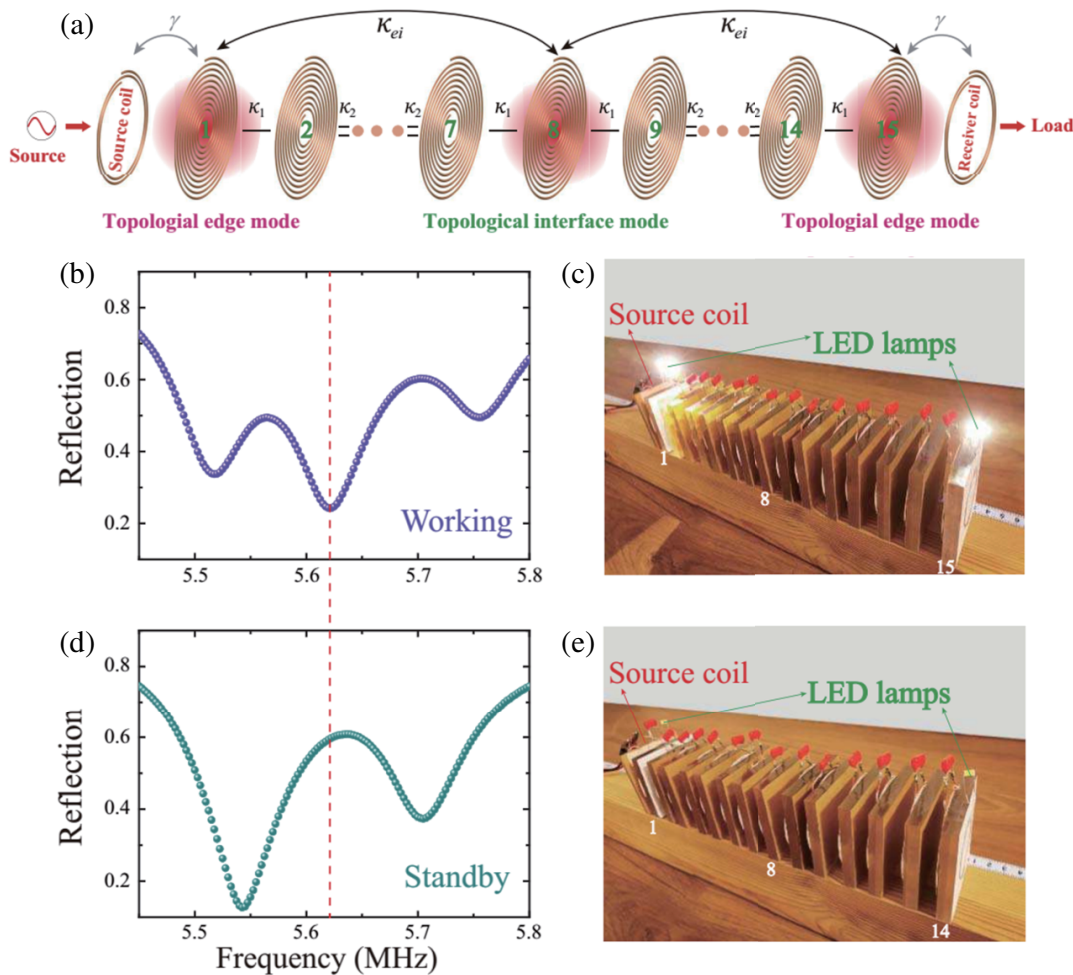 (a)
γ
κei
κei
γ
Source
Source coil
1
κ1
2
κ2
κ2
7
κ1
8
κ1
9
κ2
κ2
14
κ1
15
Receiver coil
Load
Topologial edge mode
Topological interface mode
Topologial edge mode
(b)
0.8
0.6
0.4
0.2
Reflection
Working
5.5
5.6
5.7
5.8
(c)
Source coil
LED lamps
1
8
15
(d)
0.8
0.6
0.4
0.2
Reflection
Standby
5.5
5.6
5.7
5.8
Frequency (MHz)
(e)
Source coil
LED lamps
1
8
14